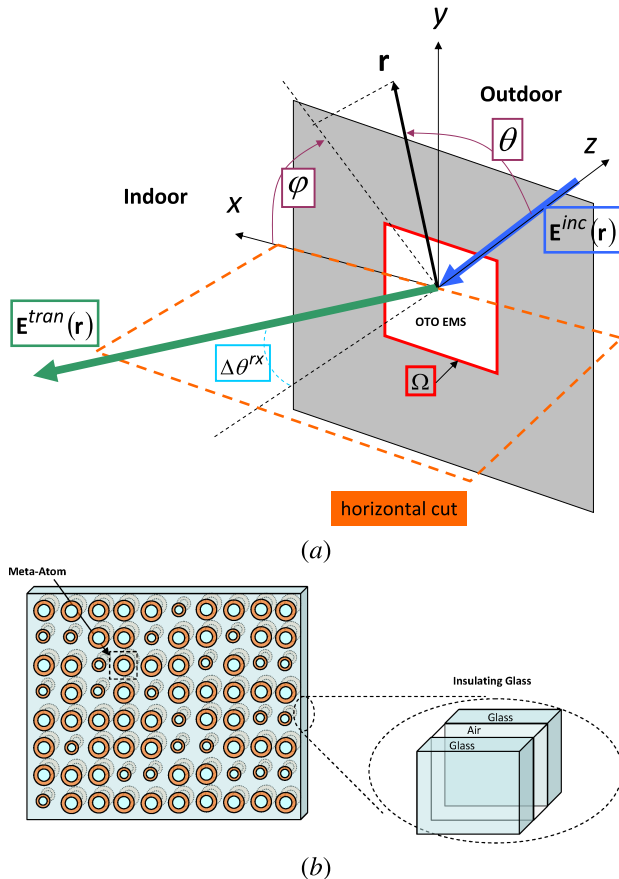 y
r
Outdoor
θ
z
Indoor
φ
x
E^inc(r)
E^tran(r)
OTO EMS
Δθ^rx
Ω
horizontal cut
(a)
Meta-Atom
Insulating Glass
Glass
Air
Glass
(b)